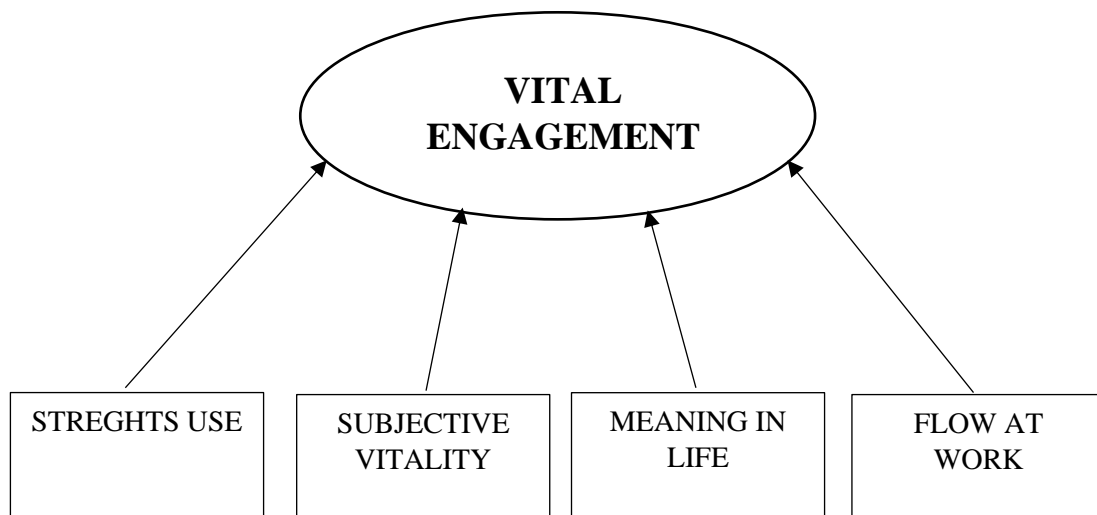 VITAL
ENGAGEMENT
STREGHTS USE
SUBJECTIVE
VITALITY
MEANING IN
LIFE
FLOW AT
WORK